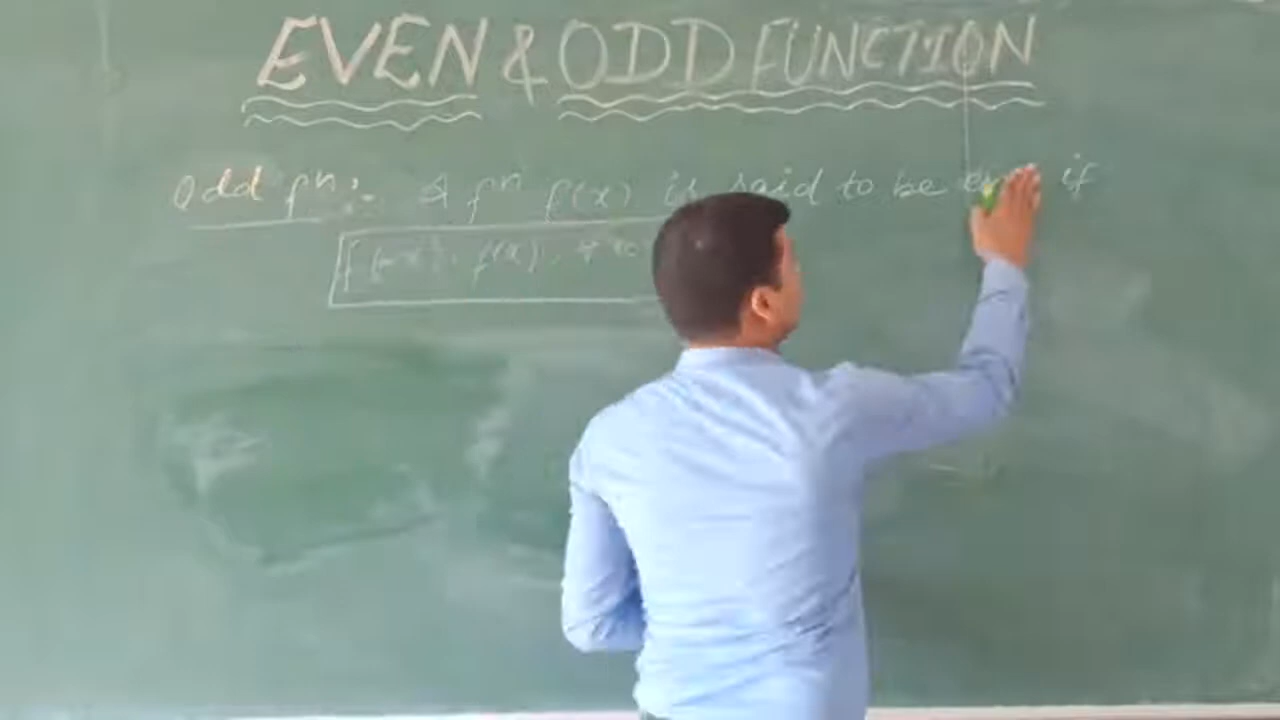 EVEN & ODD FUNCTION
Odd fⁿ:- A fⁿ f(x) is said to be if
f(-x) = f(x), ∀ x